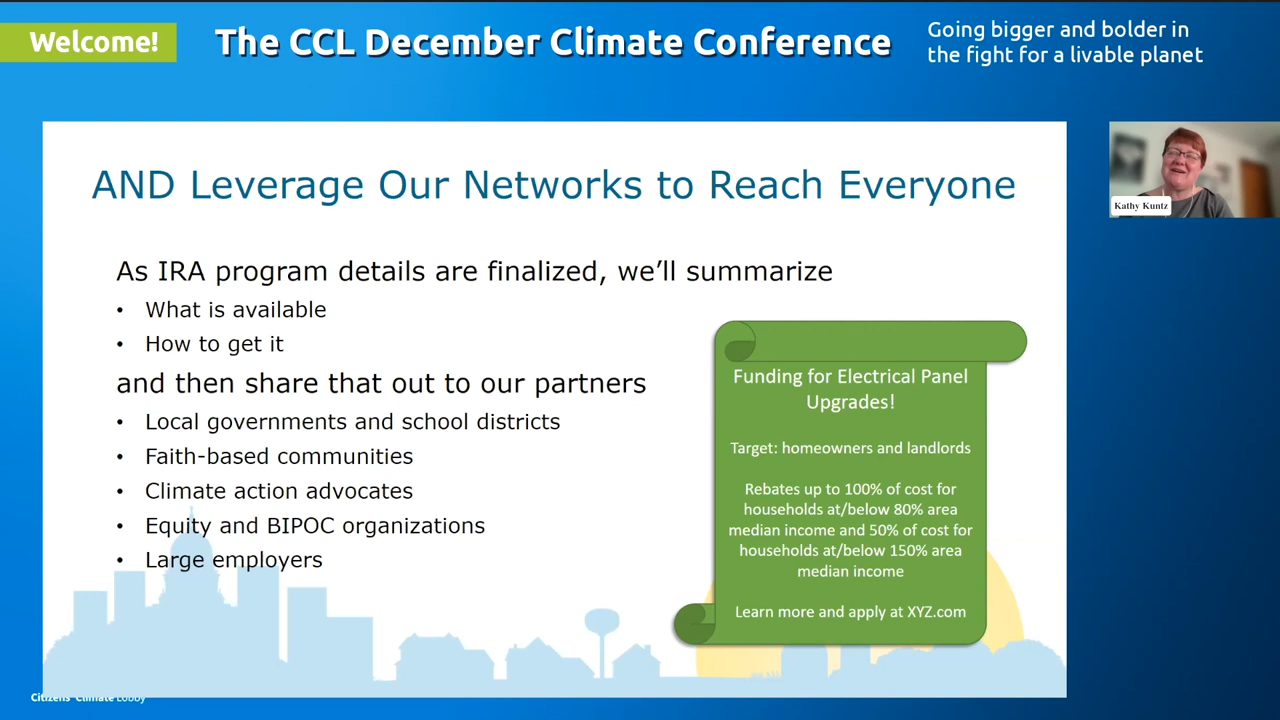 Welcome!
The CCL December Climate Conference
Going bigger and bolder in
the fight for a livable planet
AND Leverage Our Networks to Reach Everyone
As IRA program details are finalized, we'll summarize
• What is available
• How to get it
and then share that out to our partners
• Local governments and school districts
• Faith-based communities
• Climate action advocates
• Equity and BIPOC organizations
• Large employers
Funding for Electrical Panel
Upgrades!
Target: homeowners and landlords
Rebates up to 100% of cost for
households at/below 80% area
median income and 50% of cost for
households at/below 150% area
median income
Learn more and apply at XYZ.com
Kathy Kuntz
Citizens' Climate Lobby